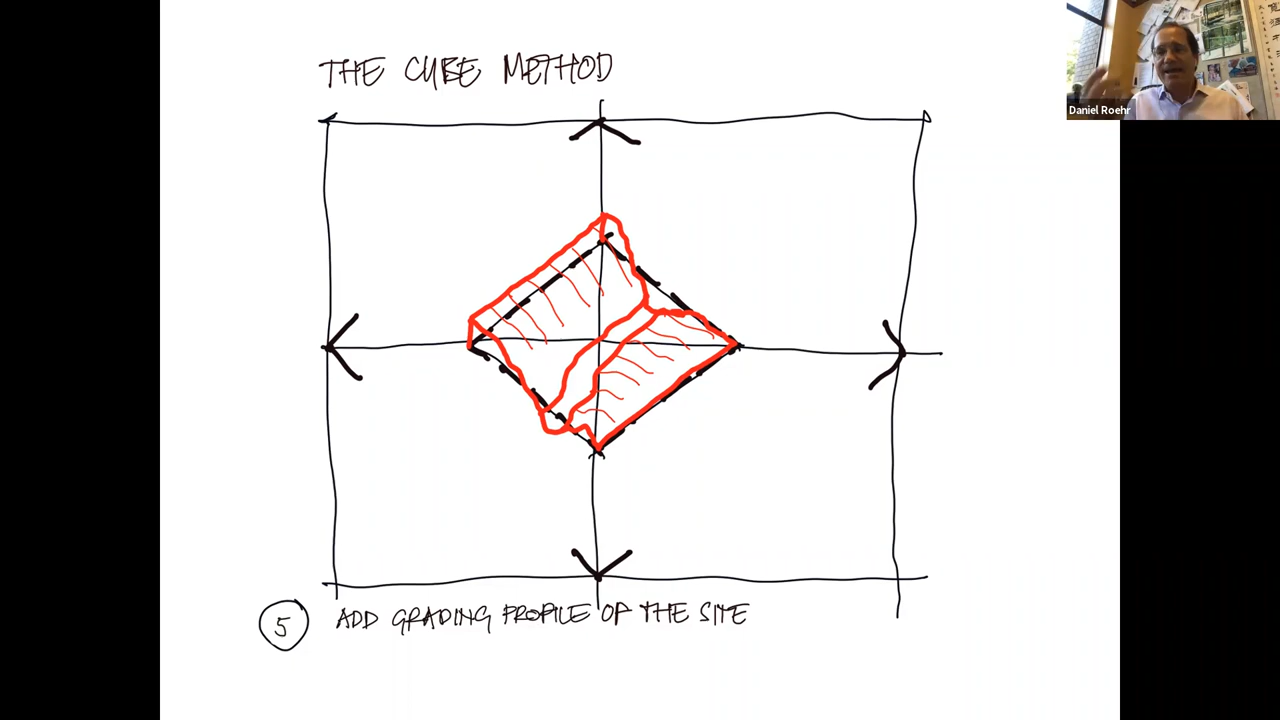 THE CUBE METHOD
Daniel Roehr
5 ADD GRADING PROFILE OF THE SITE